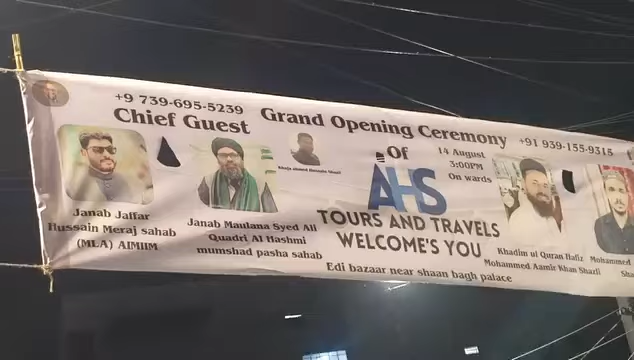 +9 739-695-5239
Chief Guest
Janab Jaffar
Hussain Meraj sahab
(MLA) AIMIM
Janab Maulana Syed Ali
Quadri Al Hashmi
mumshad pasha sahab
Grand Opening Ceremony
Of
14 August
3:00PM
On wards
AHS
TOURS AND TRAVELS
WELCOME'S YOU
Edi bazaar near shaan bagh palace
+91 939-155-9315
Khadim ul Quran Hafiz
Mohammed Aamir Khan Shazli
Mohammed